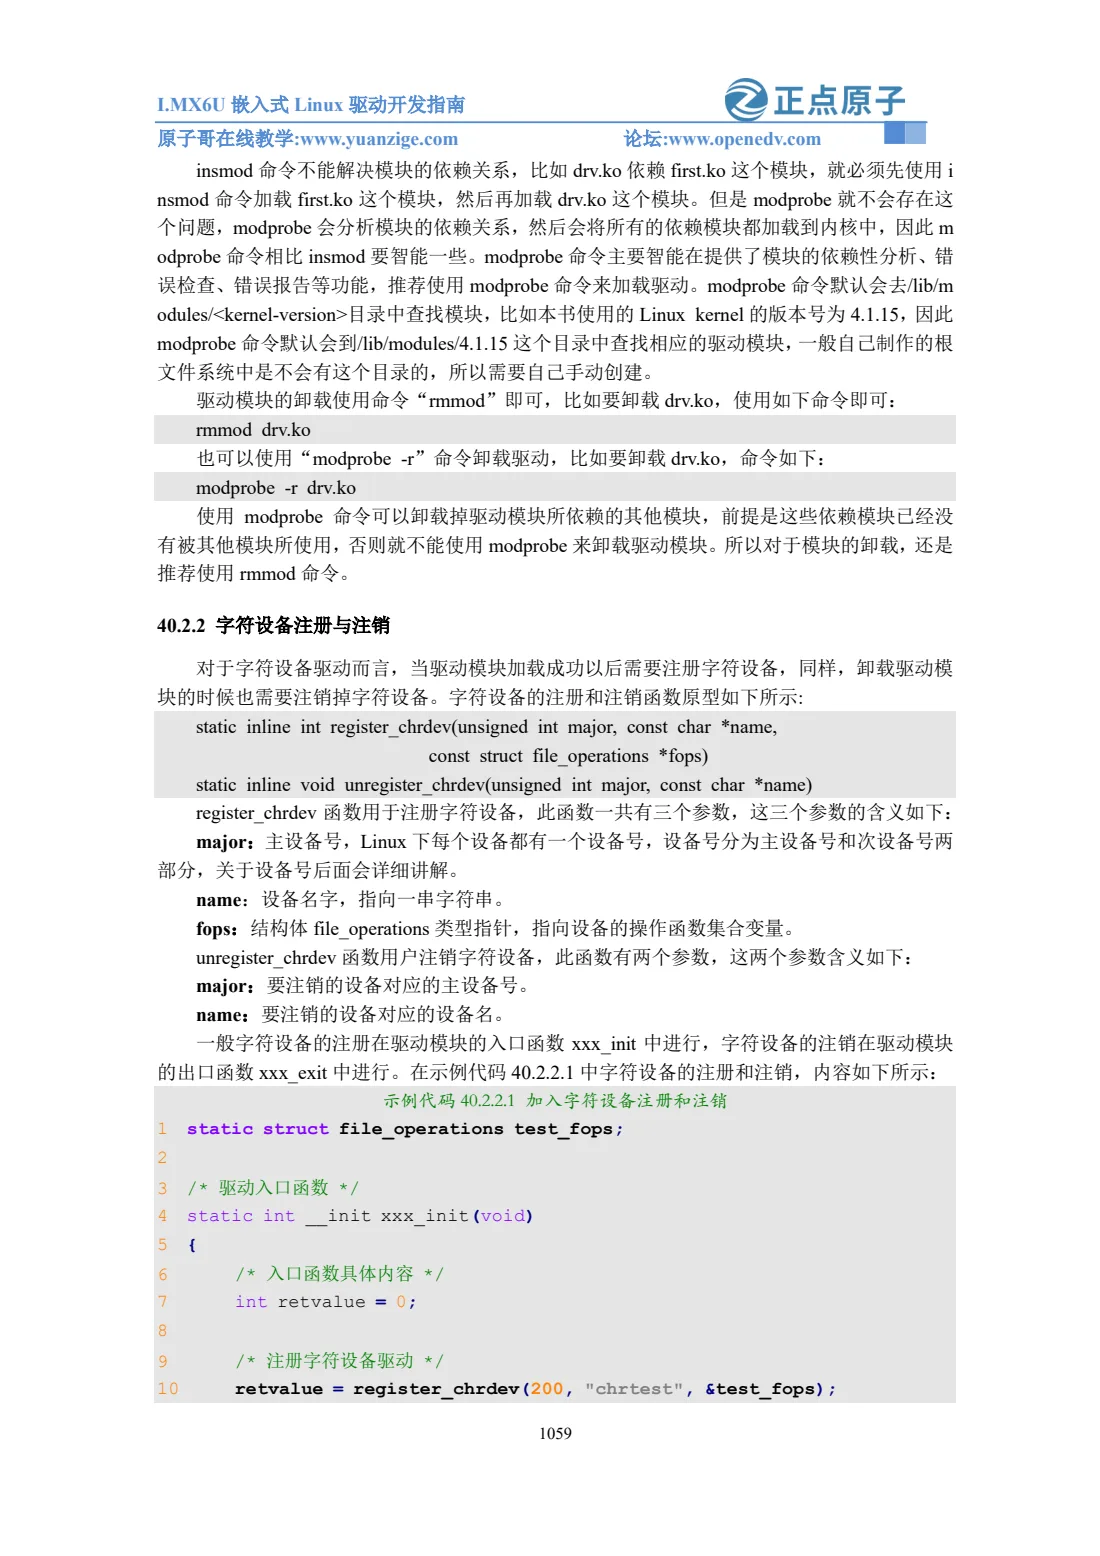 I.MX6U 嵌入式 Linux 驱动开发指南
正点原子
原子哥在线教学:www.yuanzige.com 论坛:www.openedv.com
insmod 命令不能解决模块的依赖关系，比如 drv.ko 依赖 first.ko 这个模块，就必须先使用 i
nsmod 命令加载 first.ko 这个模块，然后再加载 drv.ko 这个模块。但是 modprobe 就不会存在这
个问题，modprobe 会分析模块的依赖关系，然后会将所有的依赖模块都加载到内核中，因此 m
odprobe 命令相比 insmod 要智能一些。modprobe 命令主要智能在提供了模块的依赖性分析、错
误检查、错误报告等功能，推荐使用 modprobe 命令来加载驱动。modprobe 命令默认会去/lib/m
odules/<kernel-version>目录中查找模块，比如本书使用的 Linux kernel 的版本号为 4.1.15，因此
modprobe 命令默认会到/lib/modules/4.1.15 这个目录中查找相应的驱动模块，一般自己制作的根
文件系统中是不会有这个目录的，所以需要自己手动创建。
驱动模块的卸载使用命令“rmmod”即可，比如要卸载 drv.ko，使用如下命令即可：
rmmod drv.ko
也可以使用“modprobe -r”命令卸载驱动，比如要卸载 drv.ko，命令如下：
modprobe -r drv.ko
使用 modprobe 命令可以卸载掉驱动模块所依赖的其他模块，前提是这些依赖模块已经没
有被其他模块所使用，否则就不能使用 modprobe 来卸载驱动模块。所以对于模块的卸载，还是
推荐使用 rmmod 命令。
40.2.2 字符设备注册与注销
对于字符设备驱动而言，当驱动模块加载成功以后需要注册字符设备，同样，卸载驱动模
块的时候也需要注销掉字符设备。字符设备的注册和注销函数原型如下所示:
static inline int register_chrdev(unsigned int major, const char *name,
const struct file_operations *fops)
static inline void unregister_chrdev(unsigned int major, const char *name)
register_chrdev 函数用于注册字符设备，此函数一共有三个参数，这三个参数的含义如下：
major：主设备号，Linux 下每个设备都有一个设备号，设备号分为主设备号和次设备号两
部分，关于设备号后面会详细讲解。
name：设备名字，指向一串字符串。
fops：结构体 file_operations 类型指针，指向设备的操作函数集合变量。
unregister_chrdev 函数用户注销字符设备，此函数有两个参数，这两个参数含义如下：
major：要注销的设备对应的主设备号。
name：要注销的设备对应的设备名。
一般字符设备的注册在驱动模块的入口函数 xxx_init 中进行，字符设备的注销在驱动模块
的出口函数 xxx_exit 中进行。在示例代码 40.2.2.1 中字符设备的注册和注销，内容如下所示：
示例代码 40.2.2.1 加入字符设备注册和注销
1 static struct file_operations test_fops;
2
3 /* 驱动入口函数 */
4 static int __init xxx_init(void)
5 {
6 /* 入口函数具体内容 */
7 int retvalue = 0;
8
9 /* 注册字符设备驱动 */
10 retvalue = register_chrdev(200, "chrtest", &test_fops);
1059